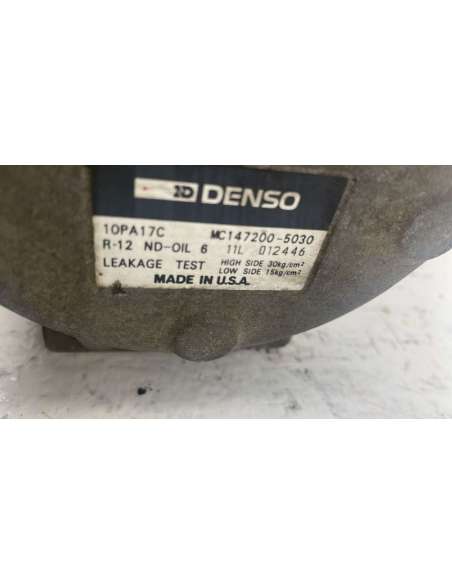 ND DENSO
10PA17C MC147200-5030
R-12 ND-OIL 6 11L 012446
LEAKAGE TEST HIGH SIDE 30kg/cm²
LOW SIDE 15kg/cm²
MADE IN U.S.A.